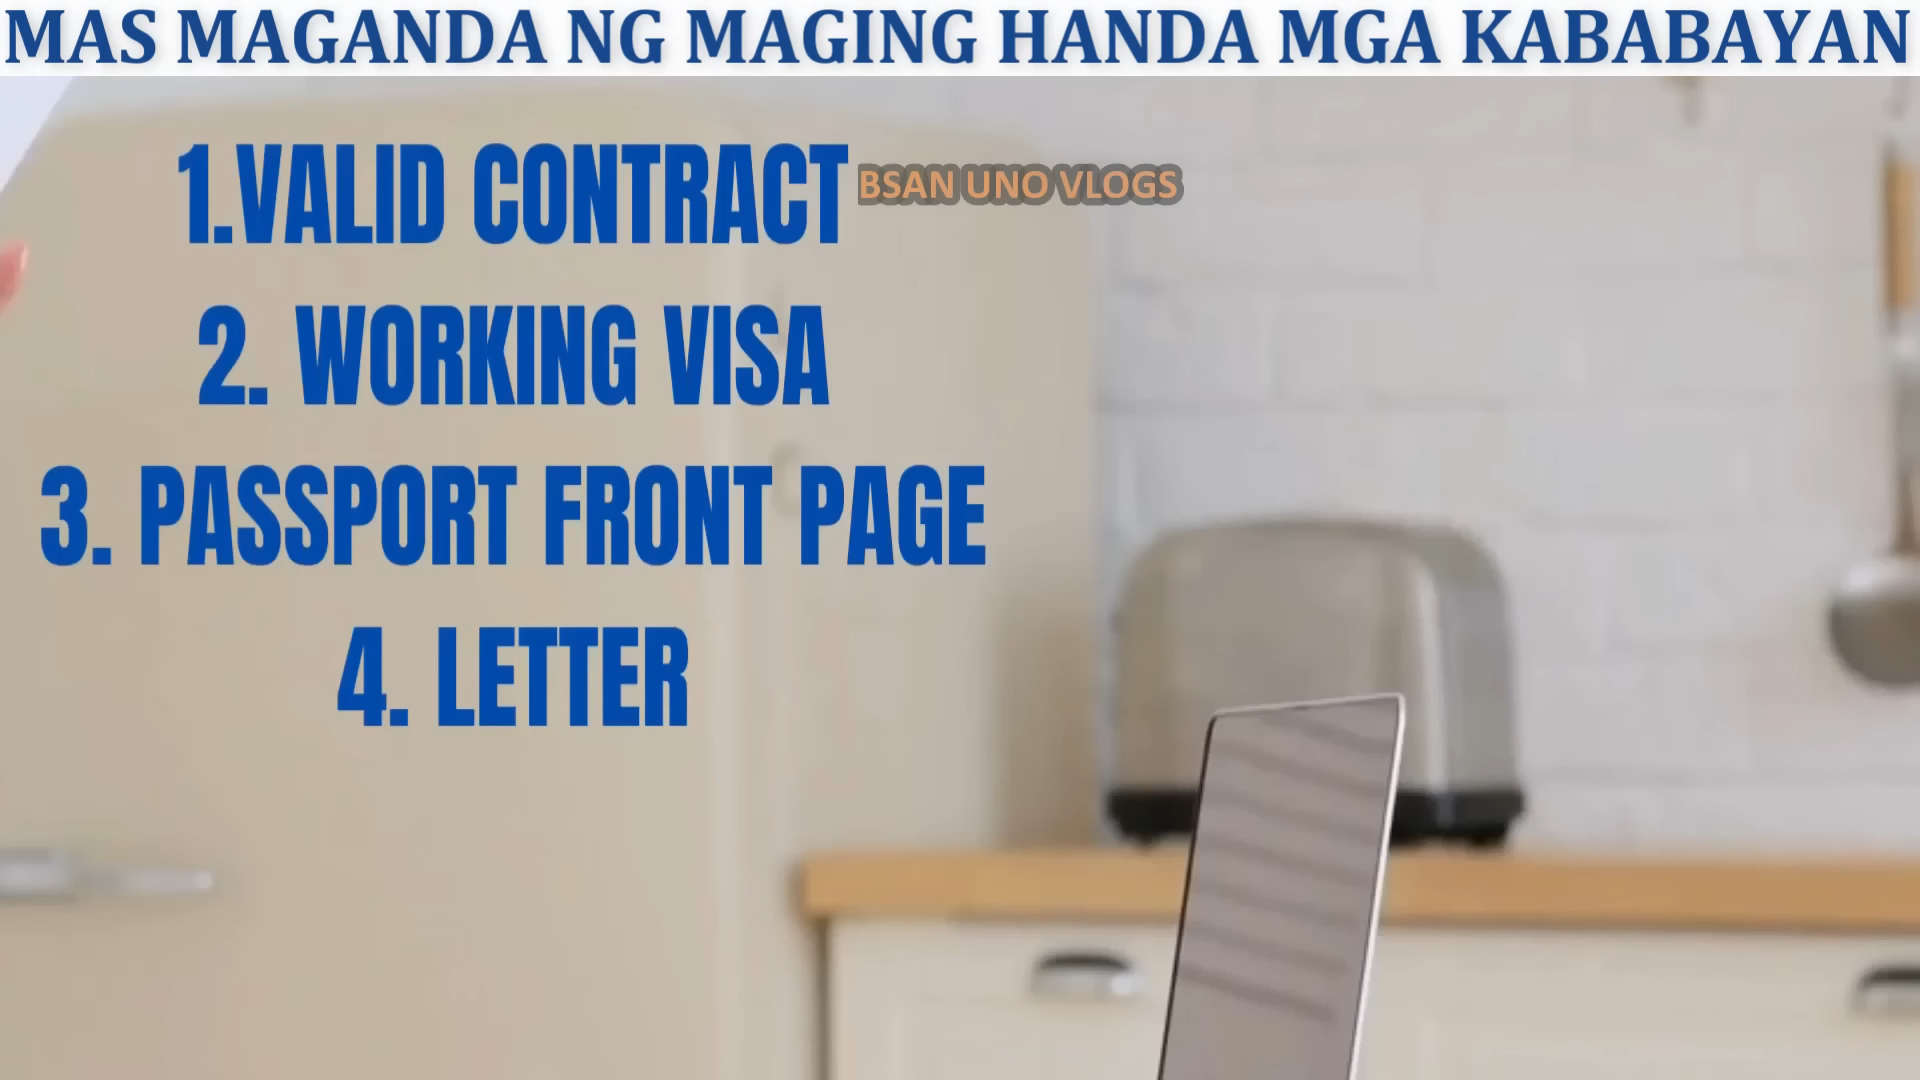 MAS MAGANDA NG MAGING HANDA MGA KABABAYAN
1.VALID CONTRACT
BSAN UNO VLOGS
2. WORKING VISA
3. PASSPORT FRONT PAGE
4. LETTER